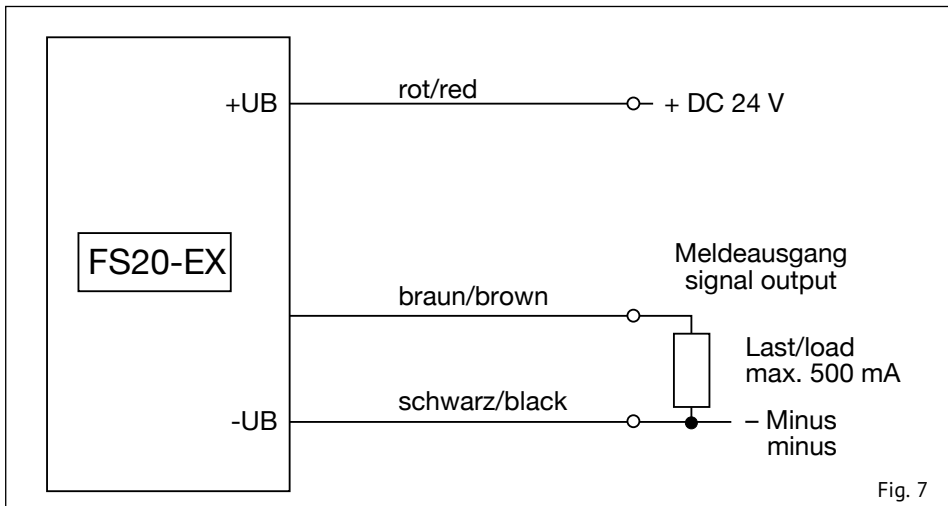 rot/red
+UB
+ DC 24 V
FS20-EX
Meldeausgang
signal output
braun/brown
Last/load
max. 500 mA
schwarz/black
-UB
– Minus
minus
Fig. 7